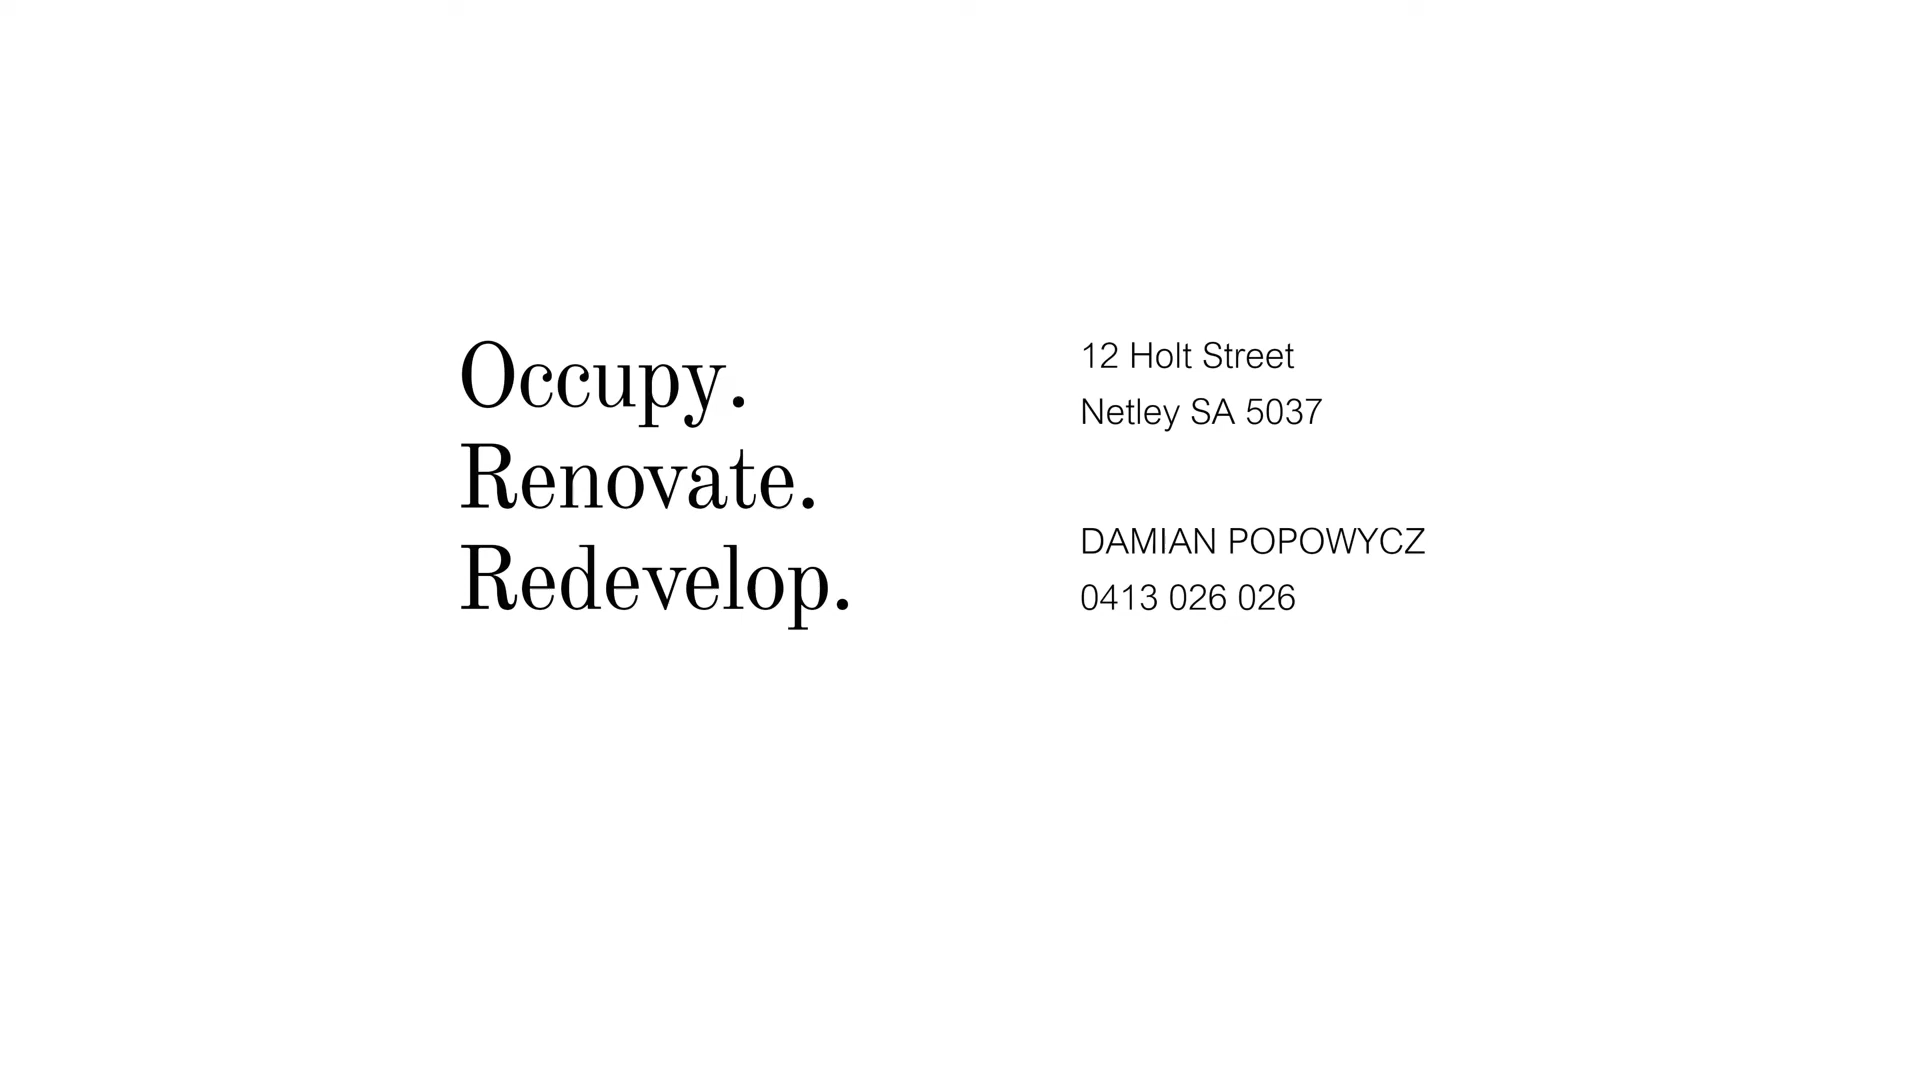 Occupy.
Renovate.
Redevelop.
12 Holt Street
Netley SA 5037
DAMIAN POPOWYCZ
0413 026 026